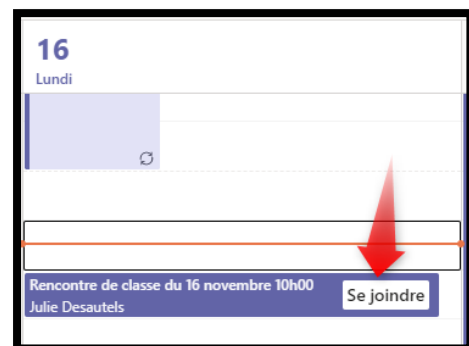 16
Lundi
Rencontre de classe du 16 novembre 10h00
Julie Desautels
Se joindre